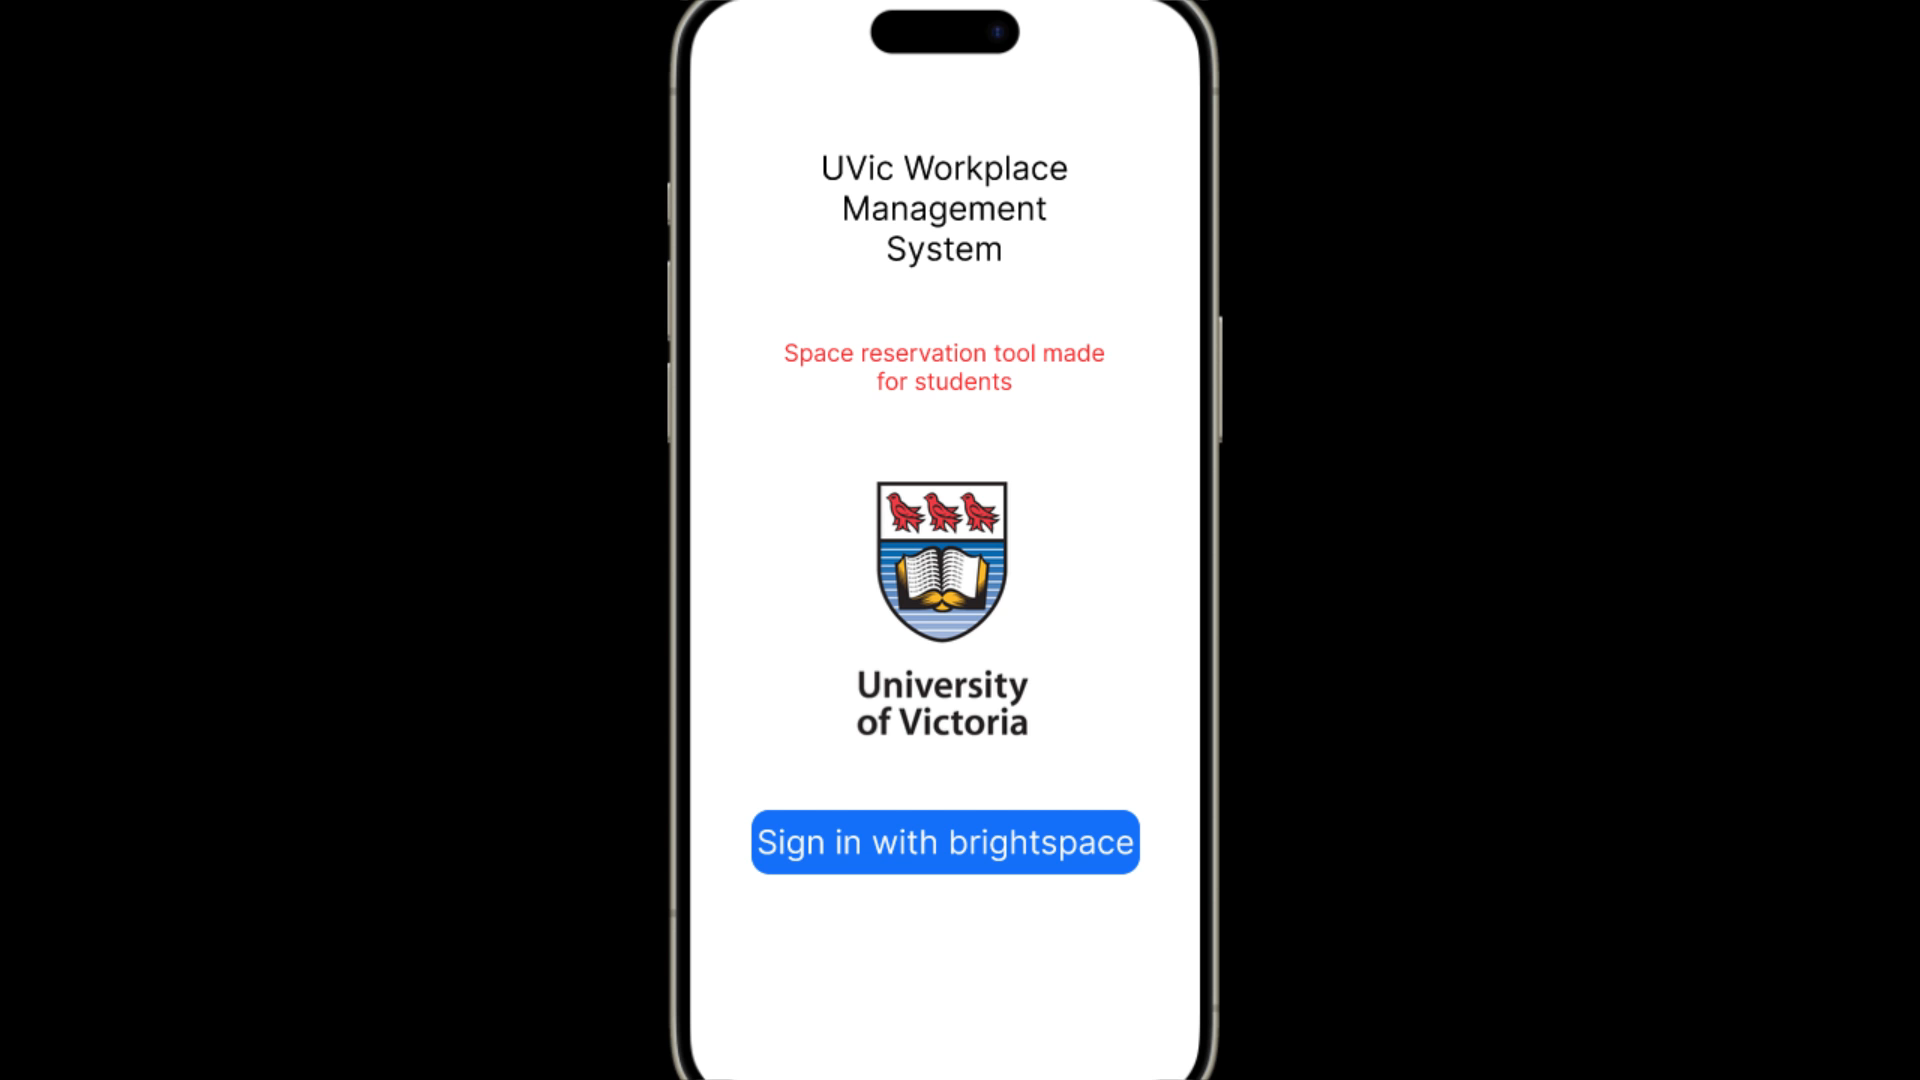 UVic Workplace
Management
System
Space reservation tool made
for students
University
of Victoria
Sign in with brightspace